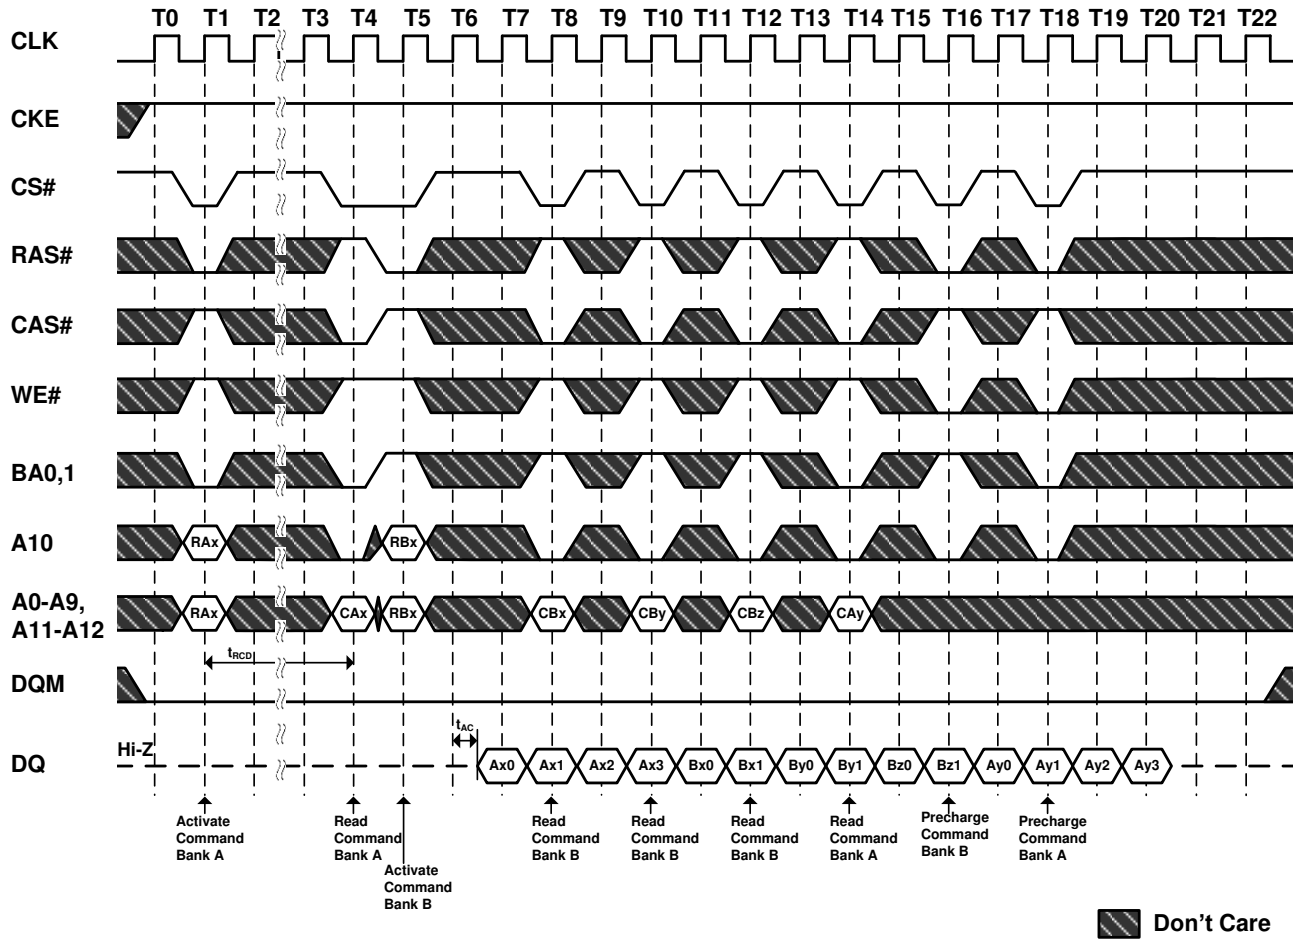 T0 T1 T2 T3 T4 T5 T6 T7 T8 T9 T10 T11 T12 T13 T14 T15 T16 T17 T18 T19 T20 T21 T22
CLK
CKE
CS#
RAS#
CAS#
WE#
BA0,1
A10 RAx RBx
A0-A9,
A11-A12 RAx CAx RBx CBx CBy CBz CAy
tRCD
DQM
tAC
Hi-Z
DQ Ax0 Ax1 Ax2 Ax3 Bx0 Bx1 By0 By1 Bz0 Bz1 Ay0 Ay1 Ay2 Ay3
Activate
Command
Bank A
Read
Command
Bank A
Activate
Command
Bank B
Read
Command
Bank B
Read
Command
Bank B
Read
Command
Bank B
Read
Command
Bank A
Precharge
Command
Bank B
Precharge
Command
Bank A
Don't Care